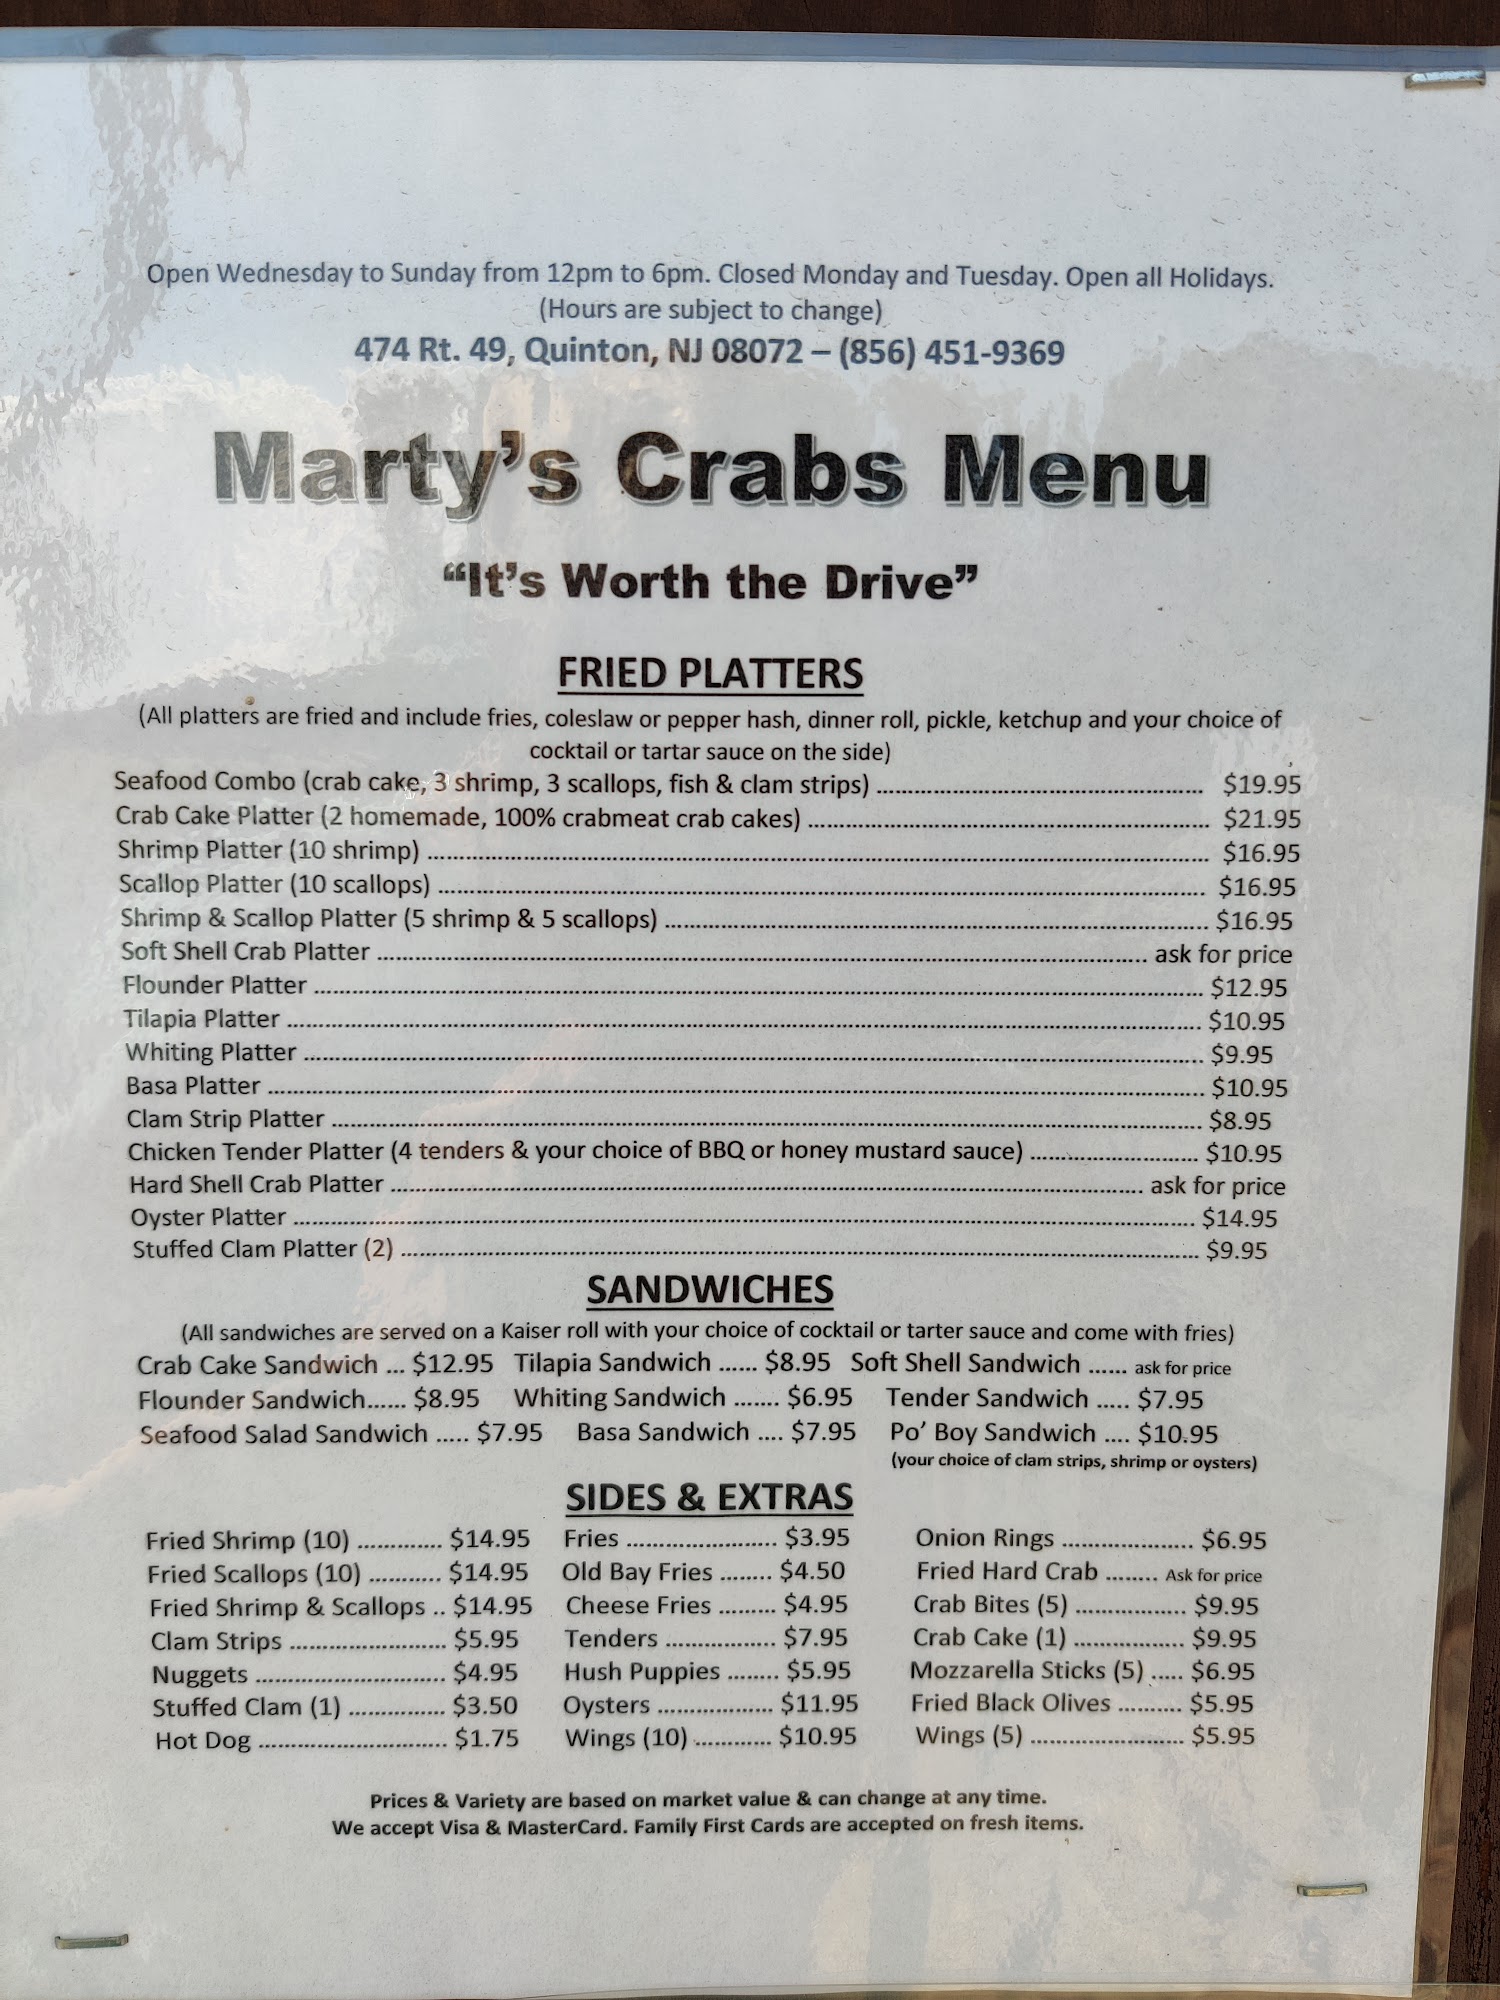 Open Wednesday to Sunday from 12pm to 6pm. Closed Monday and Tuesday. Open all Holidays.
(Hours are subject to change)
474 Rt. 49, Quinton, NJ 08072 – (856) 451-9369
Marty's Crabs Menu
"It's Worth the Drive"
FRIED PLATTERS
(All platters are fried and include fries, coleslaw or pepper hash, dinner roll, pickle, ketchup and your choice of
cocktail or tartar sauce on the side)
Seafood Combo (crab cake, 3 shrimp, 3 scallops, fish & clam strips) ........ $19.95
Crab Cake Platter (2 homemade, 100% crabmeat crab cakes) ........ $21.95
Shrimp Platter (10 shrimp) ........ $16.95
Scallop Platter (10 scallops) ........ $16.95
Shrimp & Scallop Platter (5 shrimp & 5 scallops) ........ $16.95
Soft Shell Crab Platter ........ ask for price
Flounder Platter ........ $12.95
Tilapia Platter ........ $10.95
Whiting Platter ........ $9.95
Basa Platter ........ $10.95
Clam Strip Platter ........ $8.95
Chicken Tender Platter (4 tenders & your choice of BBQ or honey mustard sauce) ........ $10.95
Hard Shell Crab Platter ........ ask for price
Oyster Platter ........ $14.95
Stuffed Clam Platter (2) ........ $9.95
SANDWICHES
(All sandwiches are served on a Kaiser roll with your choice of cocktail or tarter sauce and come with fries)
Crab Cake Sandwich ... $12.95 Tilapia Sandwich ...... $8.95 Soft Shell Sandwich ...... ask for price
Flounder Sandwich...... $8.95 Whiting Sandwich ....... $6.95 Tender Sandwich ..... $7.95
Seafood Salad Sandwich ..... $7.95 Basa Sandwich .... $7.95 Po' Boy Sandwich .... $10.95
(your choice of clam strips, shrimp or oysters)
SIDES & EXTRAS
Fried Shrimp (10) ............. $14.95 Fries ........................ $3.95 Onion Rings .................... $6.95
Fried Scallops (10) ........... $14.95 Old Bay Fries ........ $4.50 Fried Hard Crab ........ Ask for price
Fried Shrimp & Scallops .. $14.95 Cheese Fries ......... $4.95 Crab Bites (5) ................. $9.95
Clam Strips ........................ $5.95 Tenders ................. $7.95 Crab Cake (1) ................. $9.95
Nuggets ............................. $4.95 Hush Puppies ........ $5.95 Mozzarella Sticks (5) ..... $6.95
Stuffed Clam (1) ............... $3.50 Oysters .................. $11.95 Fried Black Olives .......... $5.95
Hot Dog ............................. $1.75 Wings (10) ............ $10.95 Wings (5) ........................ $5.95
Prices & Variety are based on market value & can change at any time.
We accept Visa & MasterCard. Family First Cards are accepted on fresh items.